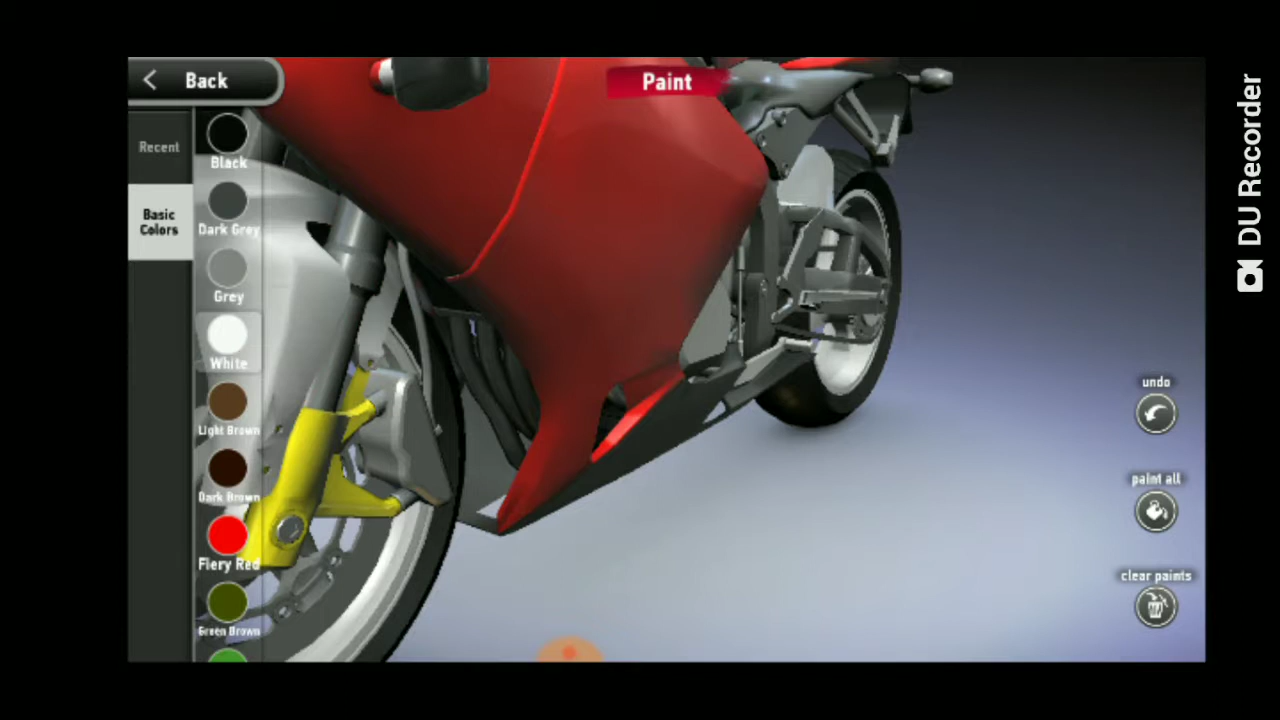 Back
Paint
Recent
Basic
Colors
Black
Dark Grey
Grey
White
Light Brown
Dark Brown
Fiery Red
Green Brown
undo
paint all
clear paints
DU Recorder